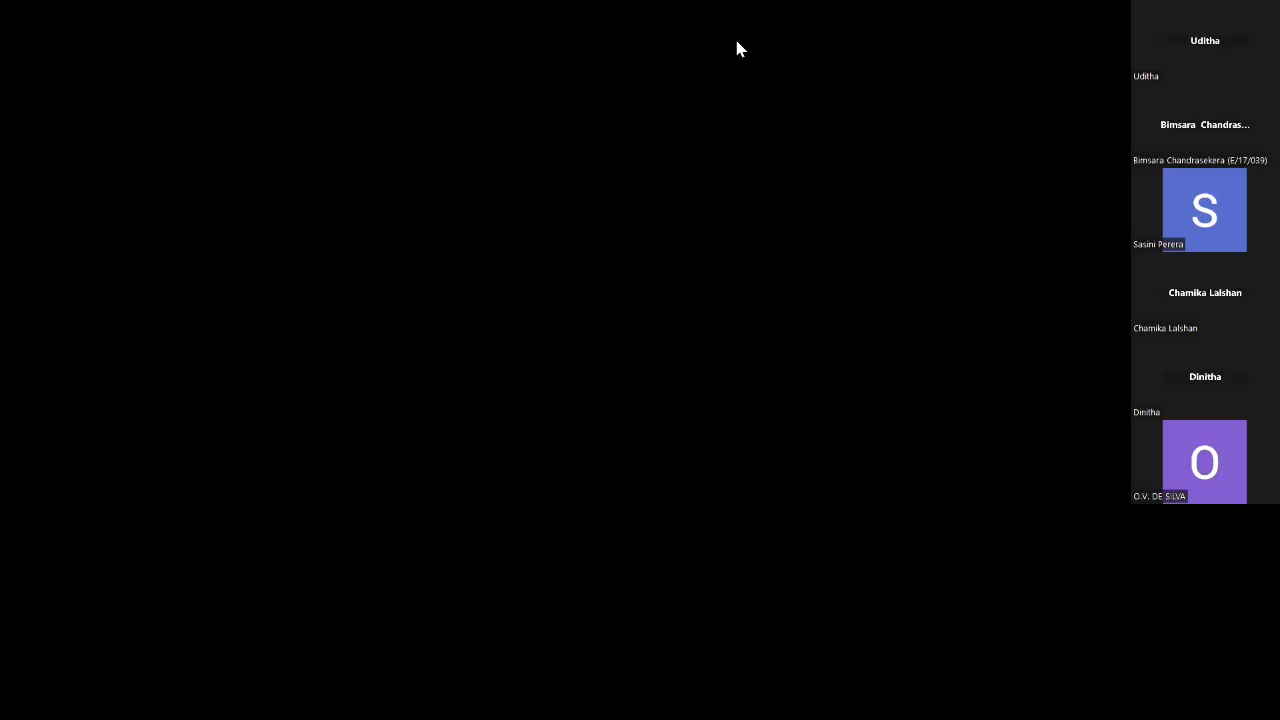 Uditha
Uditha
Bimsara Chandras...
Bimsara Chandrasekera (E/17/039)
S
Sasini Perera
Chamika Lalshan
Chamika Lalshan
Dinitha
Dinitha
O
O.V. DE SILVA